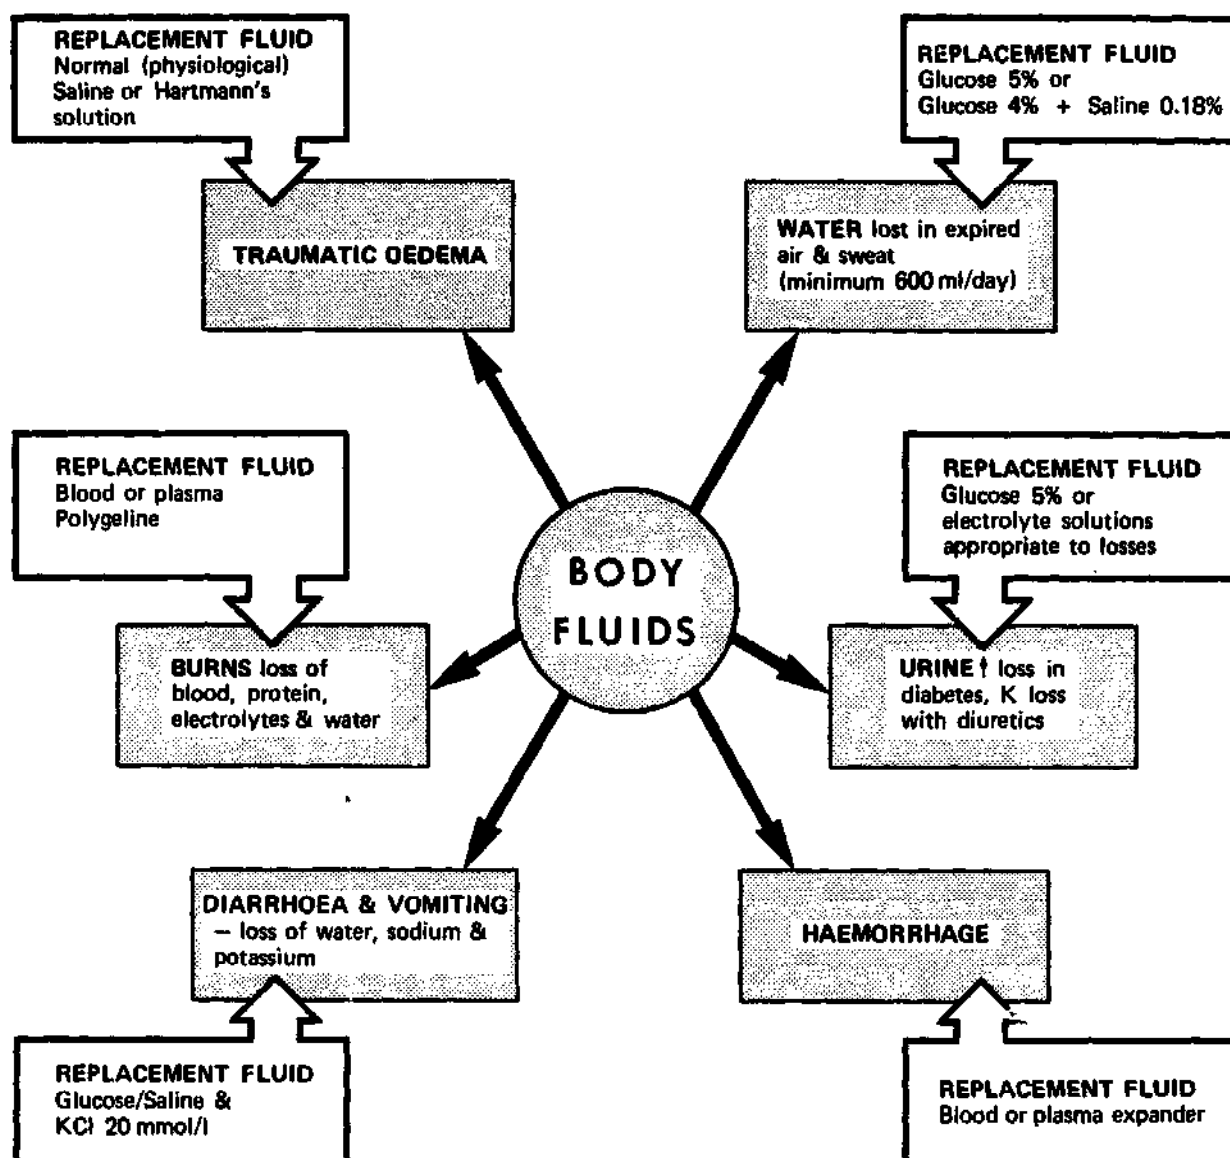 REPLACEMENT FLUID
Normal (physiological)
Saline or Hartmann's
solution
TRAUMATIC OEDEMA
REPLACEMENT FLUID
Glucose 5% or
Glucose 4% + Saline 0.18%
WATER lost in expired
air & sweat
(minimum 600 ml/day)
REPLACEMENT FLUID
Blood or plasma
Polygeline
BURNS loss of
blood, protein,
electrolytes & water
BODY
FLUIDS
REPLACEMENT FLUID
Glucose 5% or
electrolyte solutions
appropriate to losses
URINE ↑ loss in
diabetes, K loss
with diuretics
DIARRHOEA & VOMITING
– loss of water, sodium &
potassium
REPLACEMENT FLUID
Glucose/Saline &
KCl 20 mmol/l
HAEMORRHAGE
REPLACEMENT FLUID
Blood or plasma expander